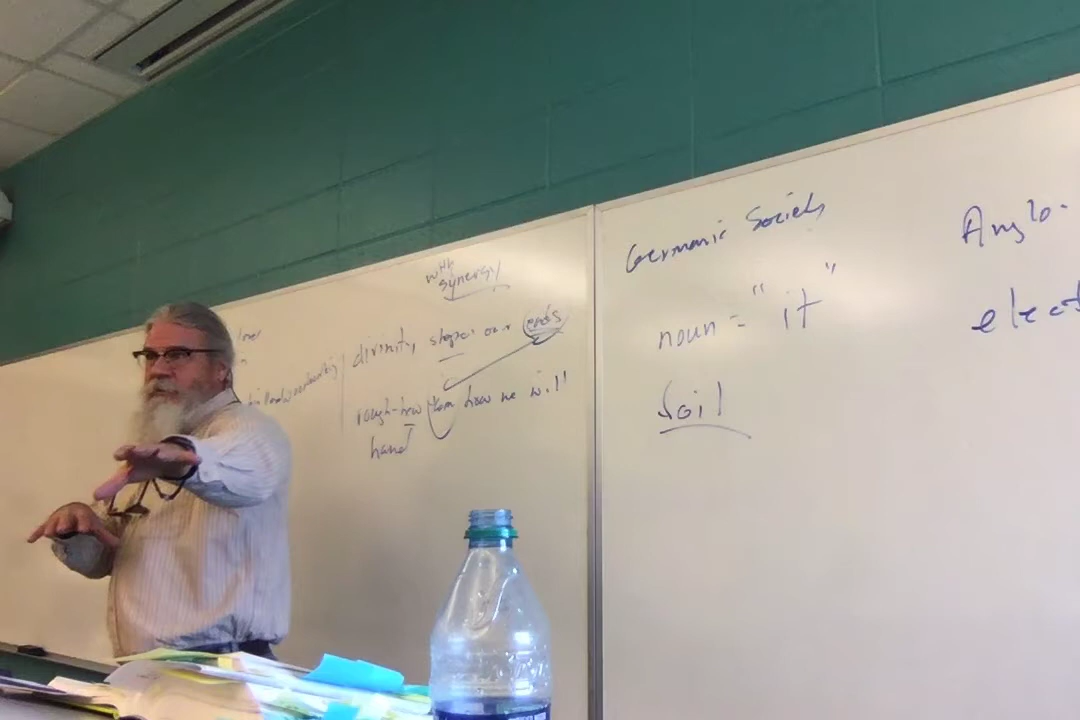 with
synergy
divinity shapes our ends
rough-hew them how we will
hand
Germanic Society
noun = "it"
Soil
Anglo-
elect